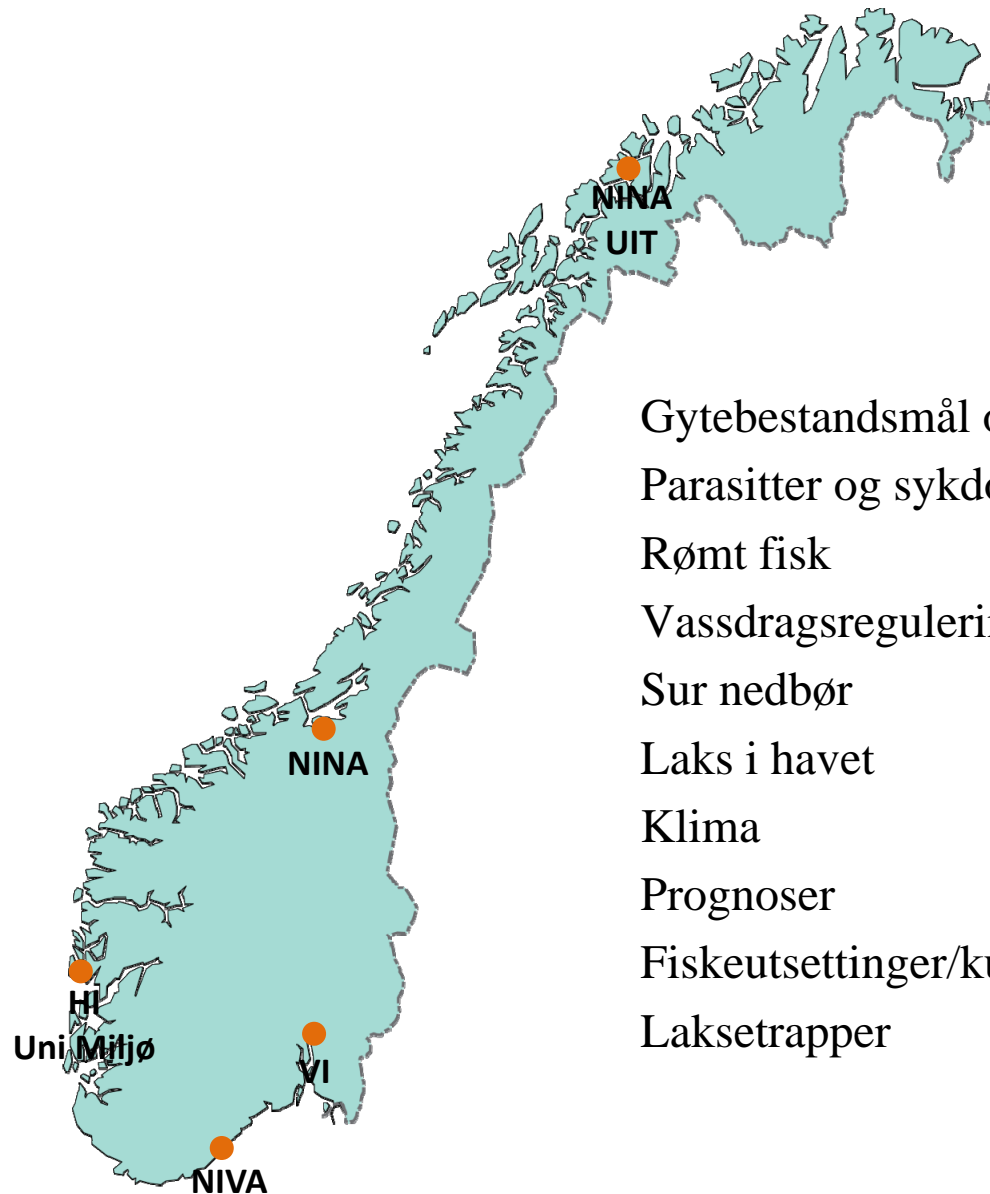 NINA
UIT
Gytebestandsmål
Parasitter og
Rømt fisk
Sur nedbør
Laks i havet
NINA
Klima
Prognoser
HI
Uni Miljø
VI
Laksetrapper
NIVA